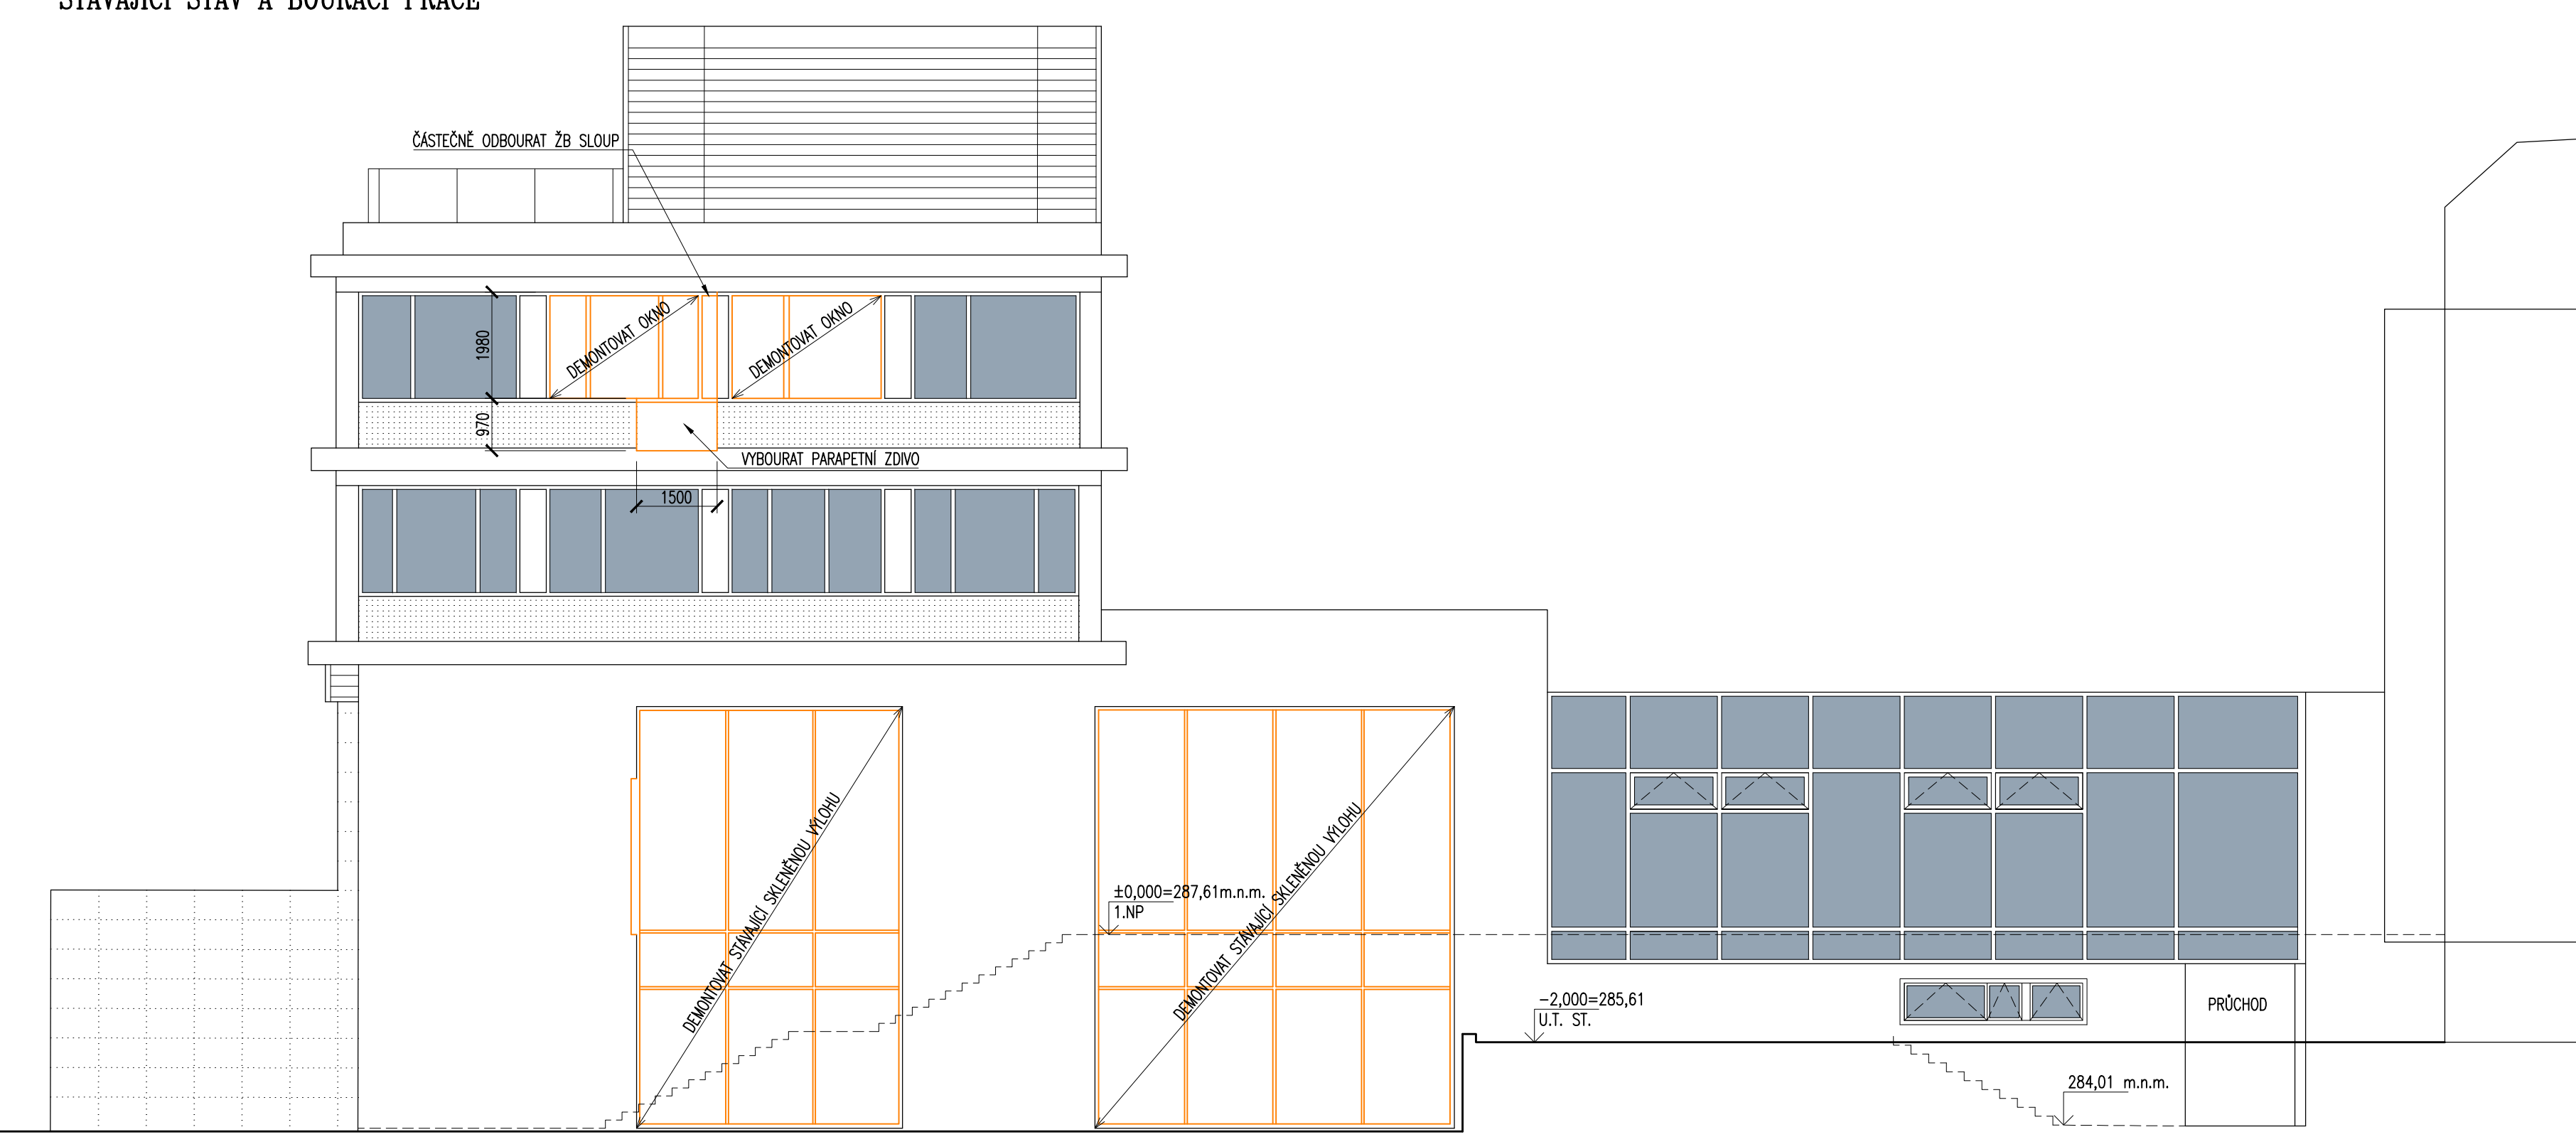 STÁVAJÍCÍ STAV A BOURACÍ PRÁCE
ČÁSTEČNĚ ODBOURAT ŽB SLOUP
1980
DEMONTOVAT OKNO
DEMONTOVAT OKNO
970
VYBOURAT PARAPETNÍ ZDIVO
1500
DEMONTOVAT STÁVAJÍCÍ SKLENĚNOU VÝLOHU
DEMONTOVAT STÁVAJÍCÍ SKLENĚNOU VÝLOHU
±0,000=287,61m.n.m.
1.NP
-2,000=285,61
U.T. ST.
PRŮCHOD
284,01 m.n.m.